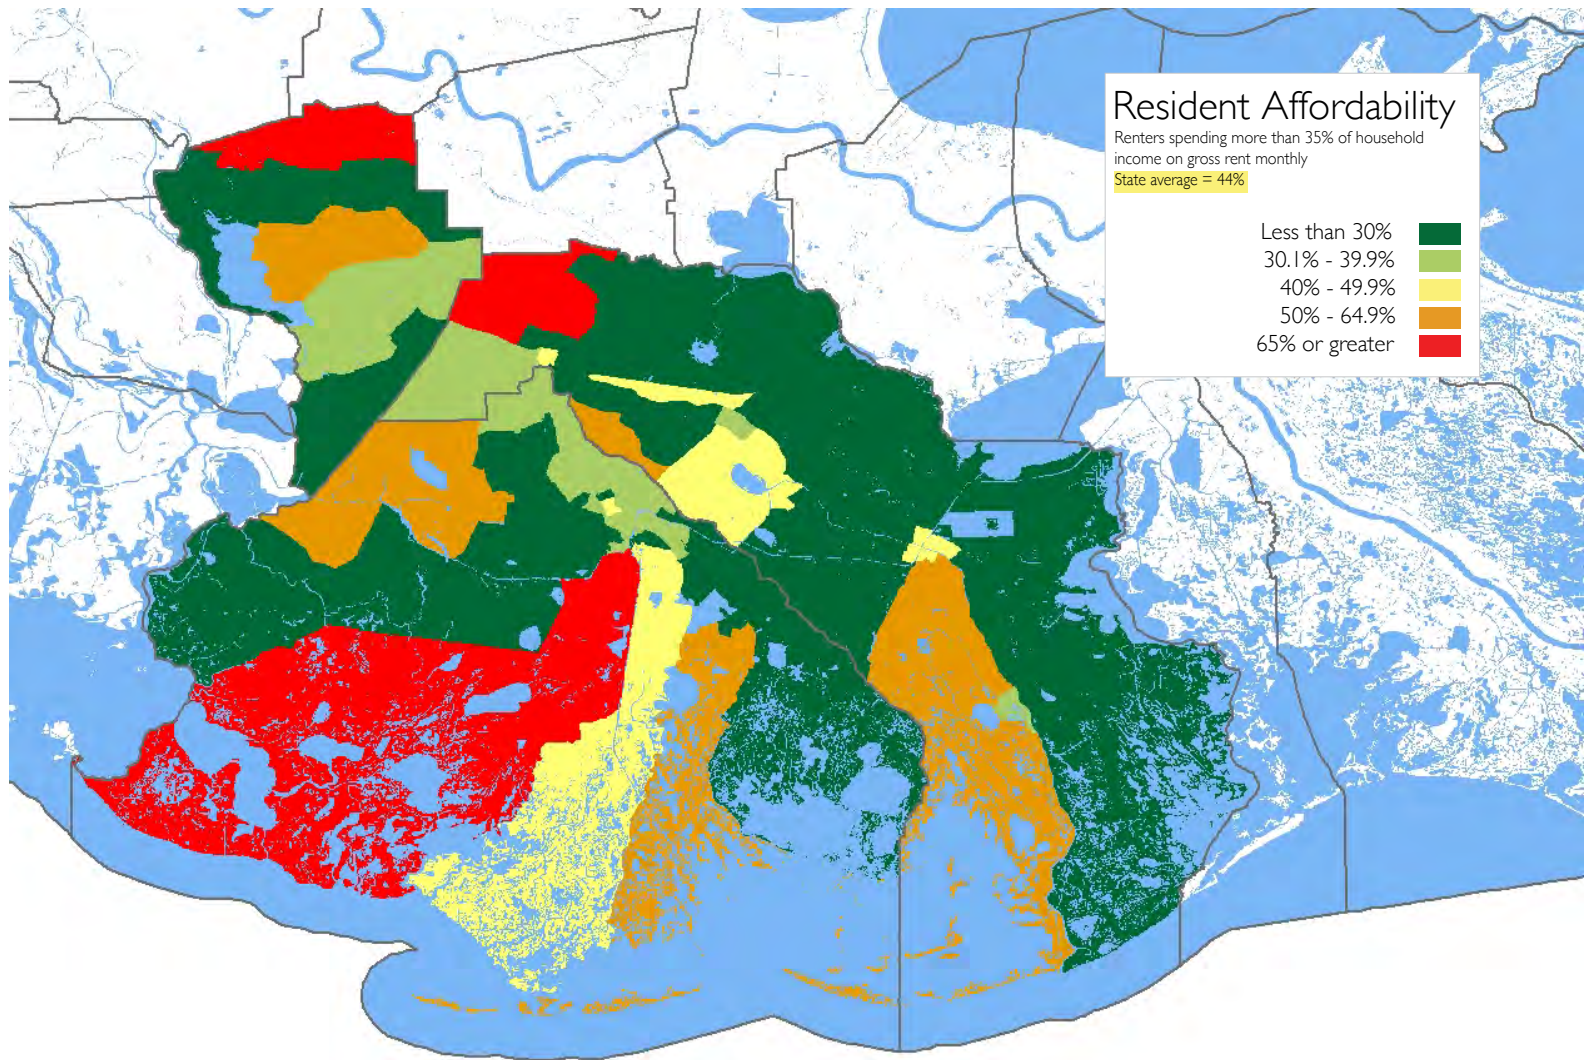 Resident Affordability
Renters spending more than 35% of household
income on gross rent monthly
State average = 44%
Less than 30%
30.1% - 39.9%
40% - 49.9%
50% - 64.9%
65% or greater